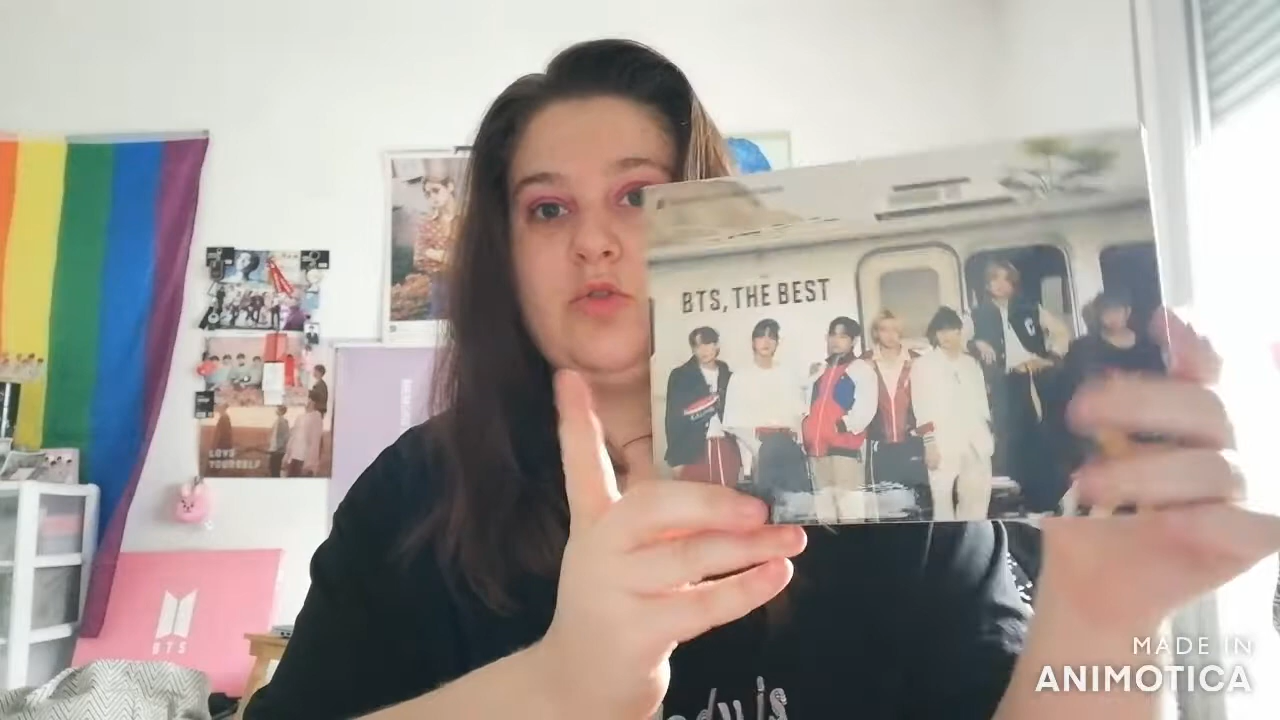 BTS, THE BEST
LOVE
YOURSELF
BTS
MADE IN
ANIMOTICA